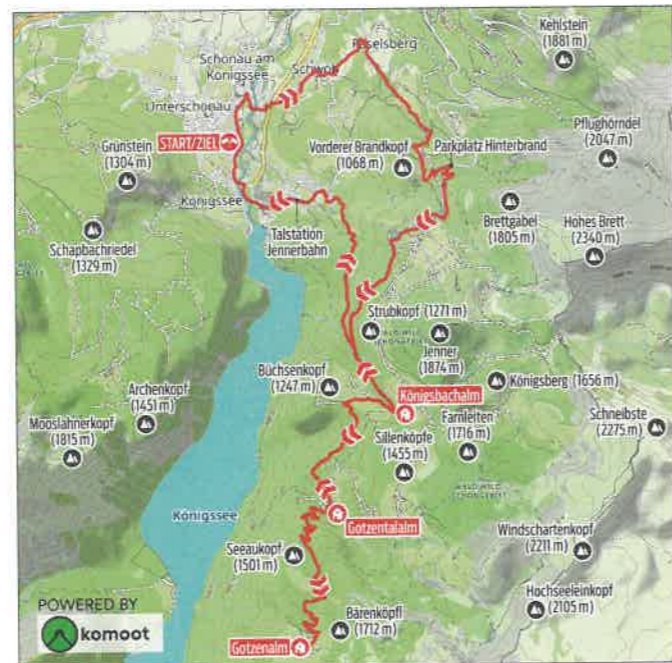 Schönau am
Königssee
Schwöb
Kehlstein
(1881 m)
Unterschönau
START/ZIEL
Grünstein
(1304 m)
Vorderer Brandkopf
(1068 m)
Parkplatz Hinterbrand
Pflughörndel
(2047 m)
Königssee
Schapbachriedel
(1329 m)
Talstation
Jennerbahn
Brettgabel
(1805 m)
Hohes Brett
(2340 m)
Strubkopf (1271 m)
Jenner
(1874 m)
Büchsenkopf
(1247 m)
Königsbachalm
Königsberg (1656 m)
Archenkopf
(1451 m)
Mooslahnerkopf
(1815 m)
Sillenköpfe
(1455 m)
Farnleiten
(1716 m)
Schneibste
(2275 m)
Königssee
Gotzentalalm
Seeaukopf
(1501 m)
Windschartenkopf
(2211 m)
Hochseeleinkopf
(2105 m)
POWERED BY
komoot
Bärenköpfl
(1712 m)
Gotzenalm